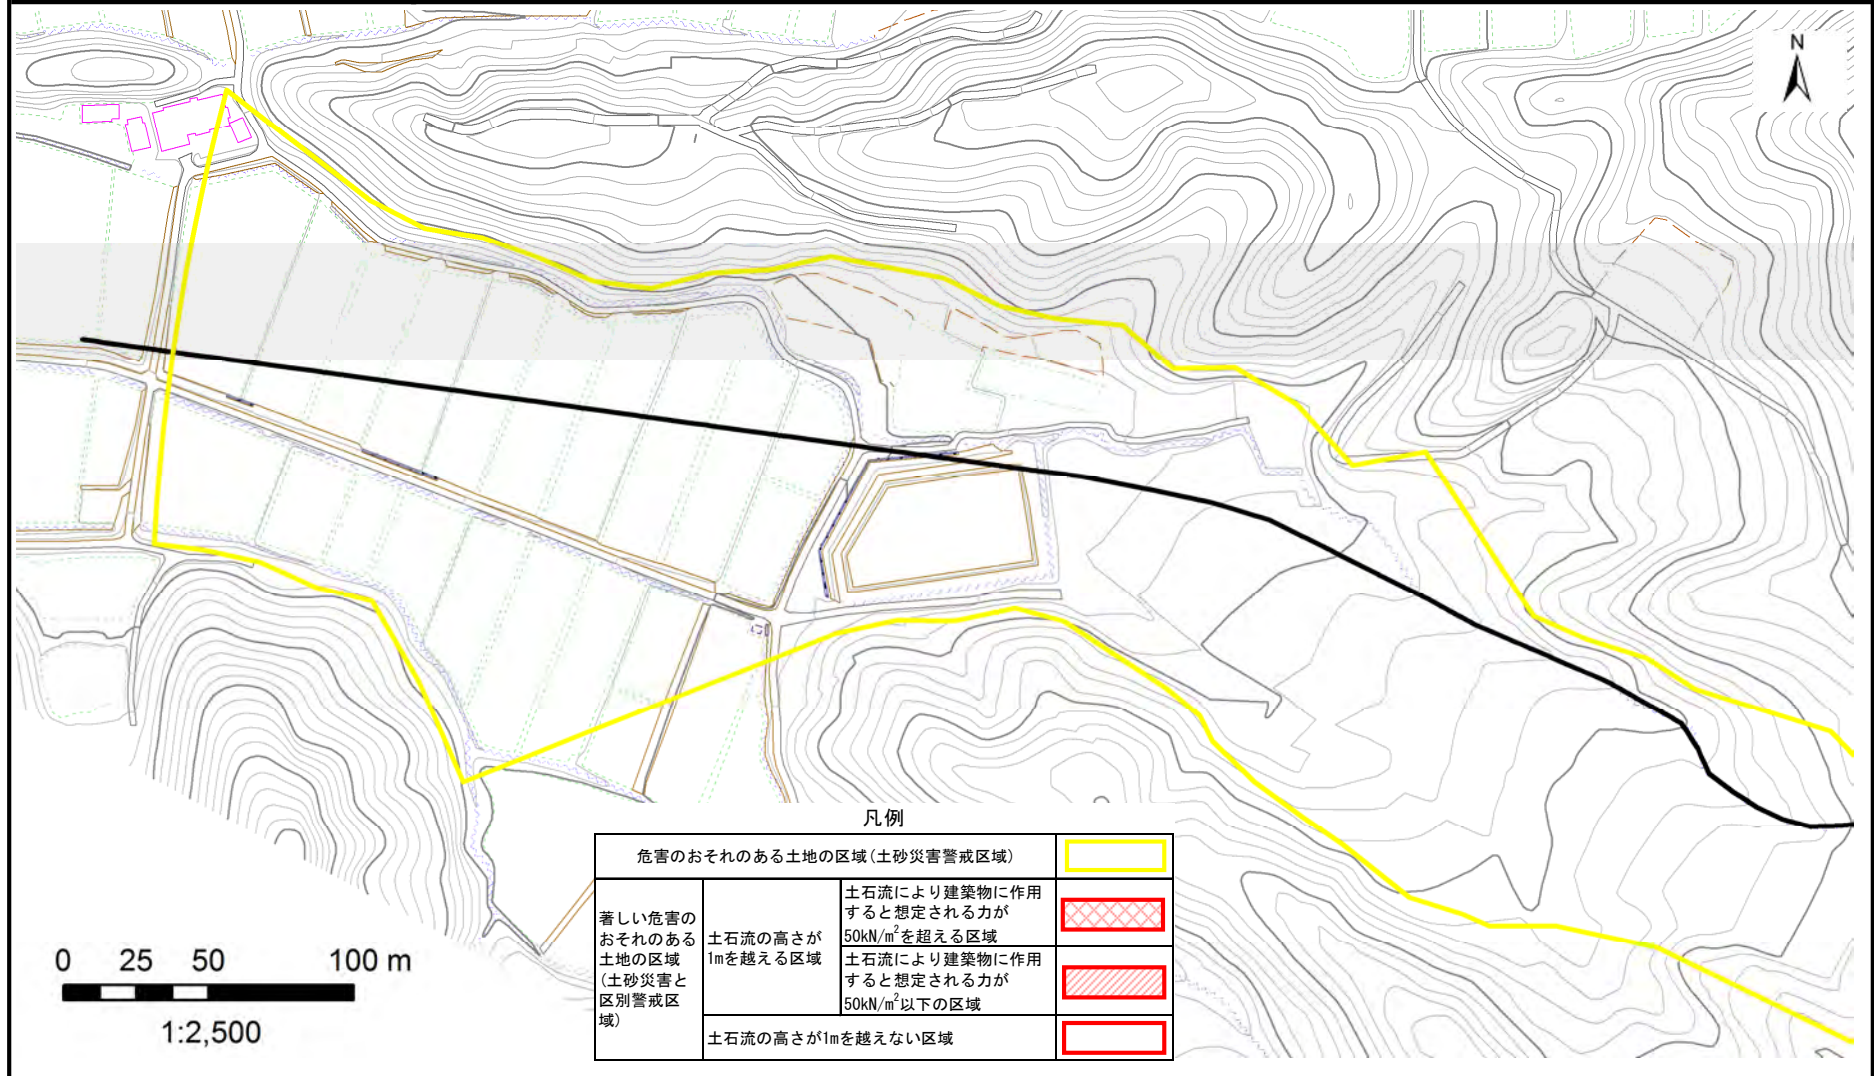 N
凡例
危害のおそれのある土地の区域(土砂災害警戒区域)
著しい危害の
おそれのある
土地の区域
(土砂災害と
区別警戒区
域)
土石流の高さが
1mを越える区域
土石流により建築物に作用
すると想定される力が
50kN/m²を超える区域
土石流により建築物に作用
すると想定される力が
50kN/m²以下の区域
土石流の高さが1mを越えない区域
0 25 50 100 m
1:2,500